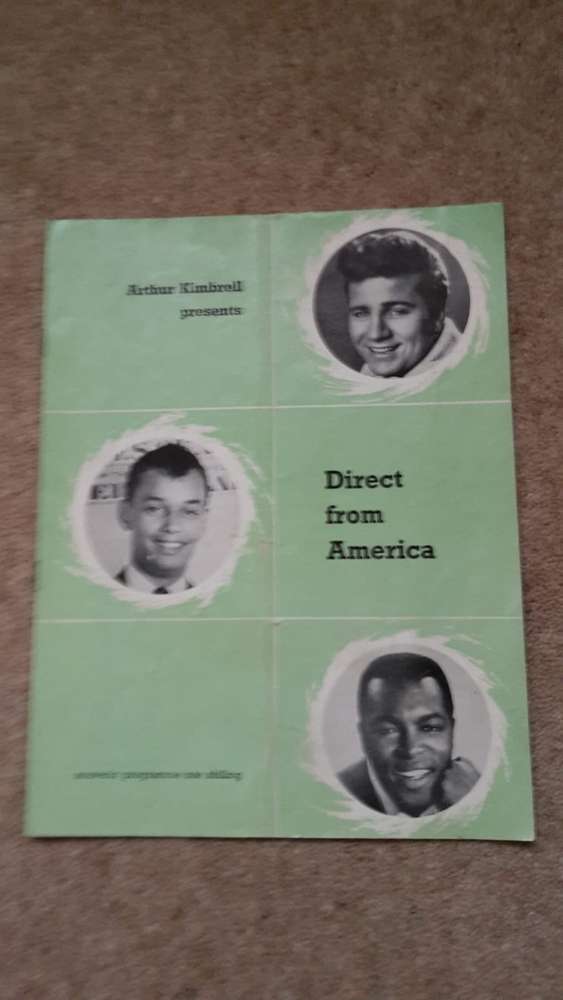 Arthur Kimbrell
presents
Direct
from
America
souvenir programme one shilling